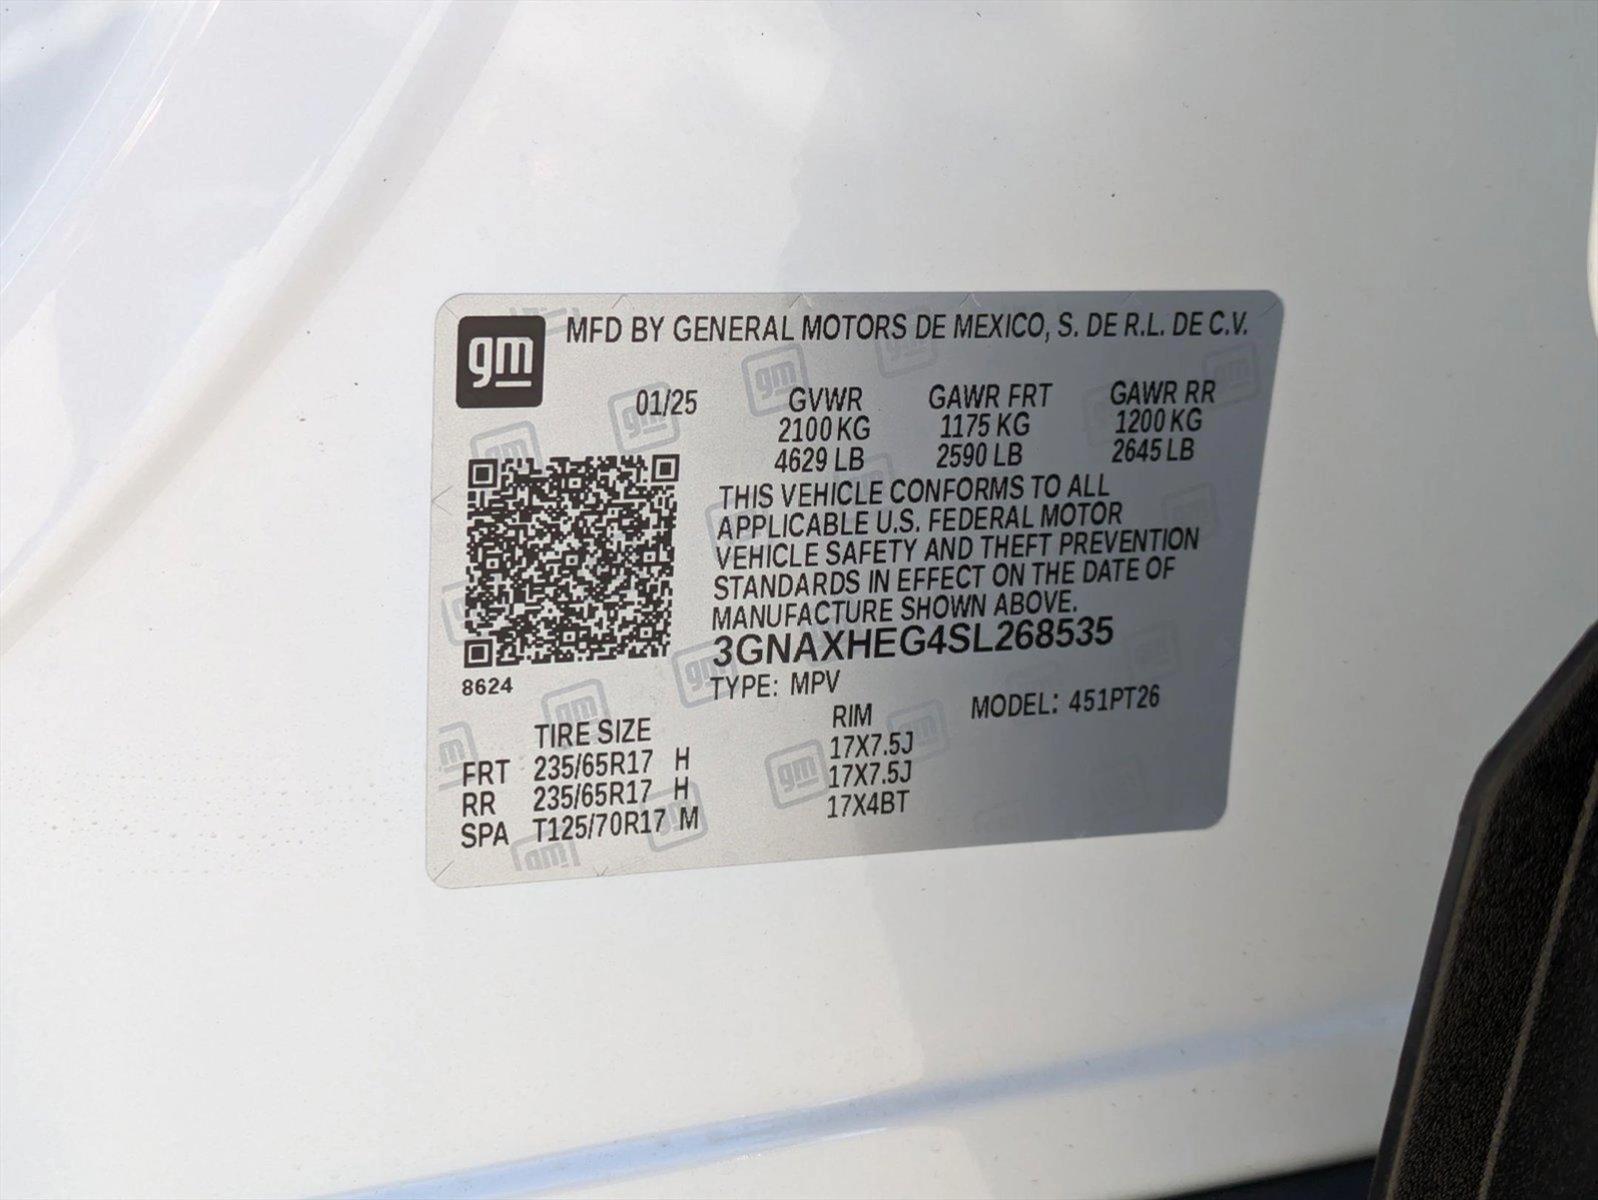 gm
MFD BY GENERAL MOTORS DE MEXICO, S. DE R.L. DE C.V.
01/25 GVWR GAWR FRT GAWR RR
2100 KG 1175 KG 1200 KG
4629 LB 2590 LB 2645 LB
THIS VEHICLE CONFORMS TO ALL
APPLICABLE U.S. FEDERAL MOTOR
VEHICLE SAFETY AND THEFT PREVENTION
STANDARDS IN EFFECT ON THE DATE OF
MANUFACTURE SHOWN ABOVE.
3GNAXHEG4SL268535
8624
TYPE: MPV MODEL: 451PT26
TIRE SIZE RIM
FRT 235/65R17 H 17X7.5J
RR 235/65R17 H 17X7.5J
SPA T125/70R17 M 17X4BT